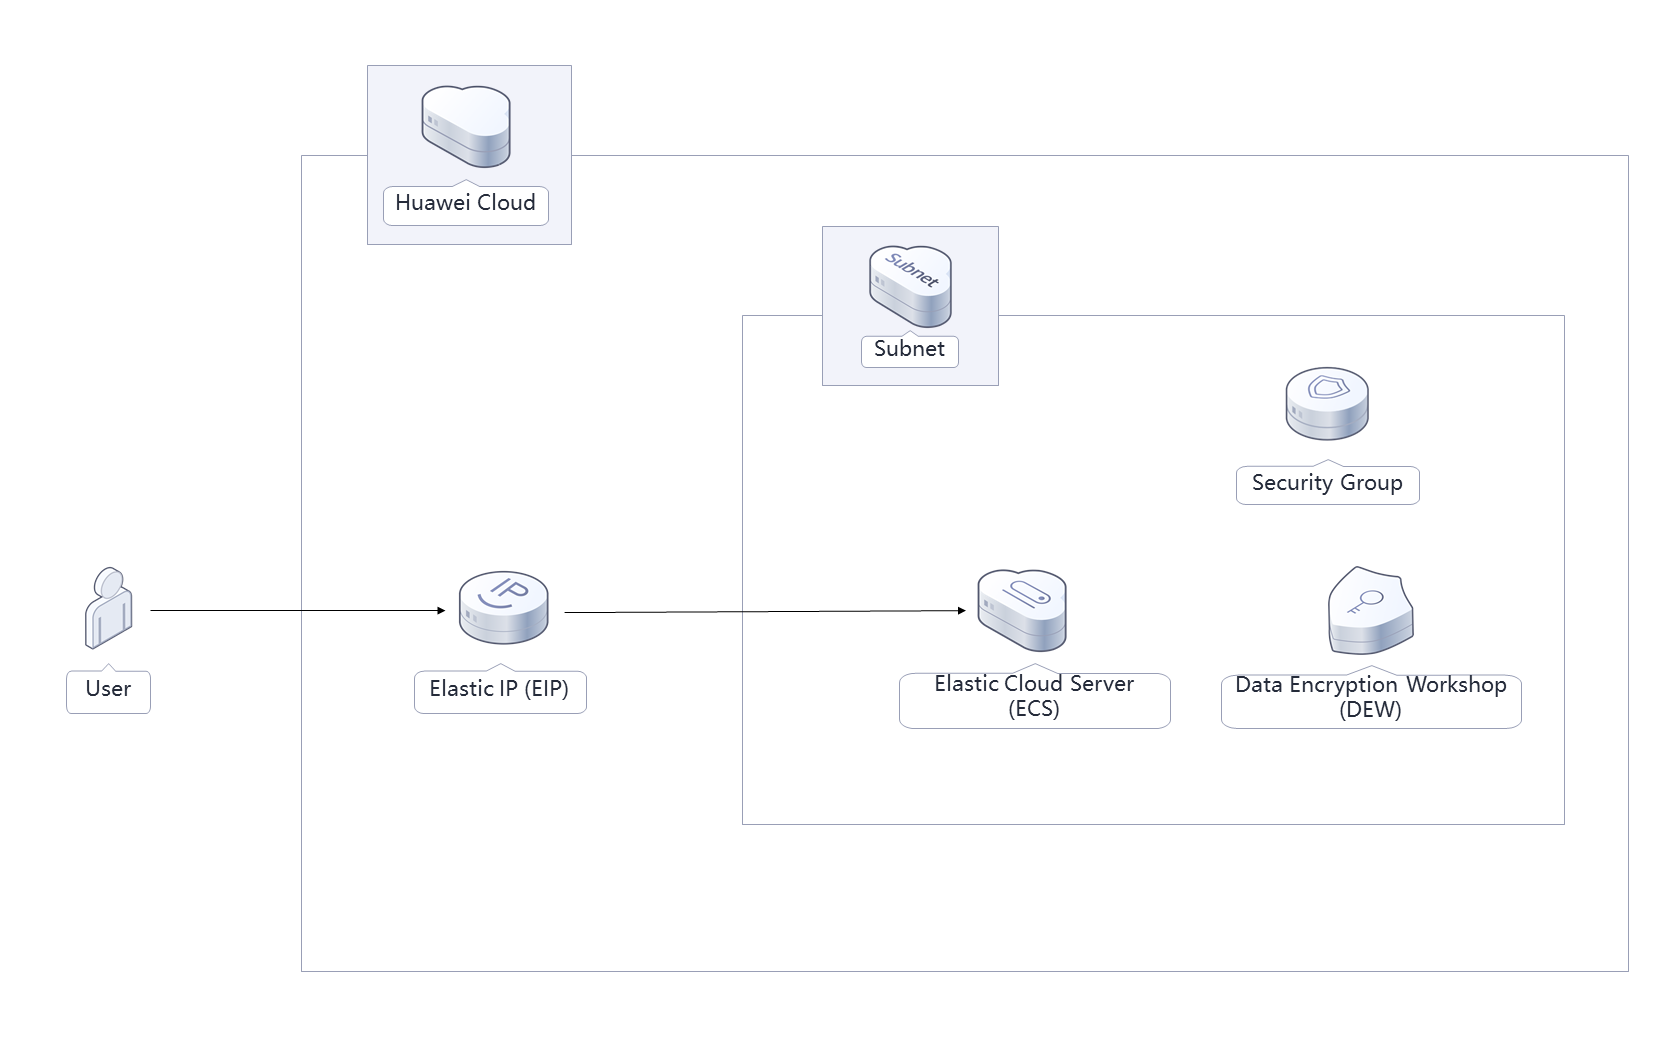 Huawei Cloud
Subnet
Subnet
Security Group
IP
User
Elastic IP (EIP)
Elastic Cloud Server
(ECS)
Data Encryption Workshop
(DEW)